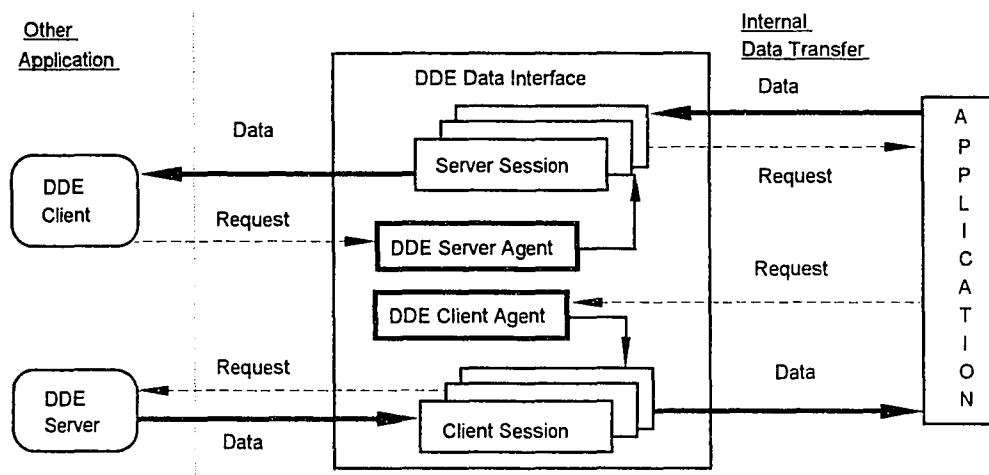 Other
Application
Internal
Data Transfer
DDE Data Interface
Data
Data
Server Session
Request
DDE
Client
Request
DDE Server Agent
Request
DDE Client Agent
Request
Data
DDE
Server
Data
Client Session
APPLICATION